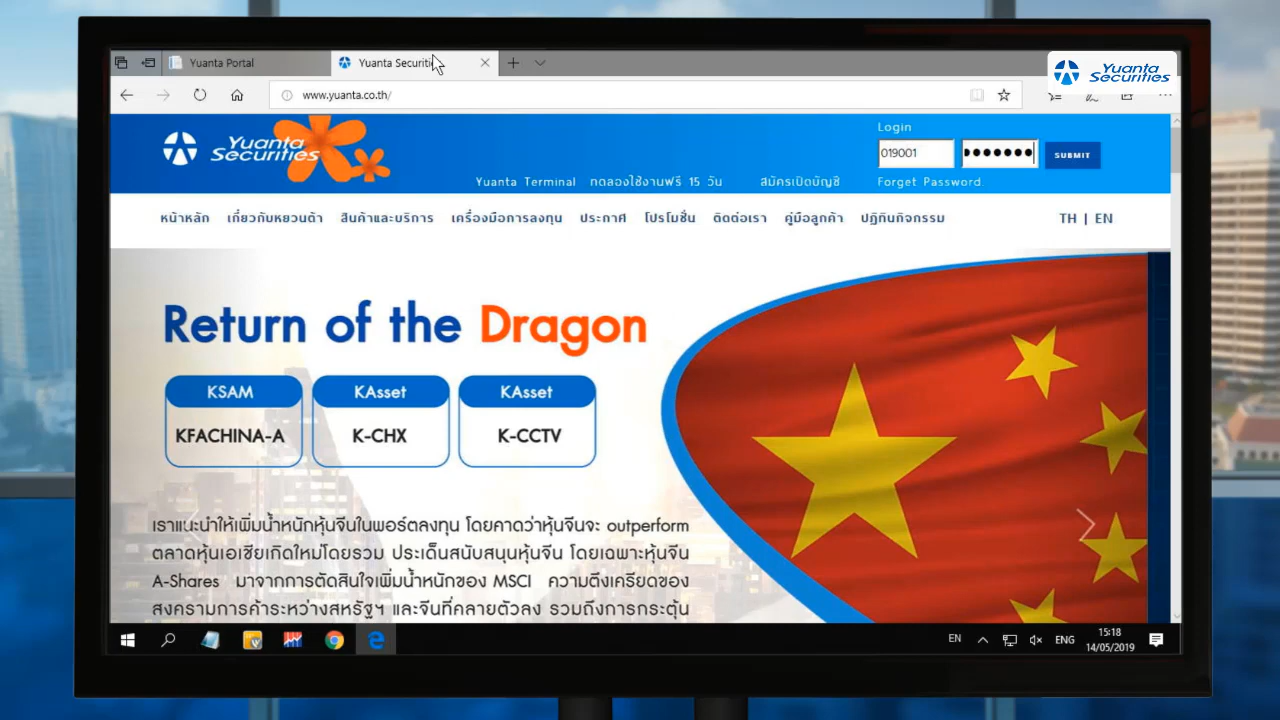 Yuanta Portal
Yuanta Securitie
Yuanta
Securities
www.yuanta.co.th/
Yuanta
Securities
Login
019001
SUBMIT
Yuanta Terminal ทดลองใช้งานฟรี 15 วัน สมัครเปิดบัญชี Forget Password
หน้าหลัก เกี่ยวกับหยวนต้า สินค้าและบริการ เครื่องมือการลงทุน ประกาศ โปรโมชั่น ติดต่อเรา คู่มือลูกค้า ปฏิทินกิจกรรม TH | EN
Return of the Dragon
KSAM KAsset KAsset
KFACHINA-A K-CHX K-CCTV
เราแนะนำให้เพิ่มน้ำหนักหุ้นจีนในพอร์ตลงทุน โดยคาดว่าหุ้นจีนจะ outperform
ตลาดหุ้นเอเชียเกิดใหม่โดยรวม ประเด็นสนับสนุนหุ้นจีน โดยเฉพาะหุ้นจีน
A-Shares มาจากการตัดสินใจเพิ่มน้ำหนักของ MSCI ความตึงเครียดของ
สงครามการค้าระหว่างสหรัฐฯ และจีนที่คลายตัวลง รวมถึงการกระตุ้น
EN ENG 15:18
14/05/2019